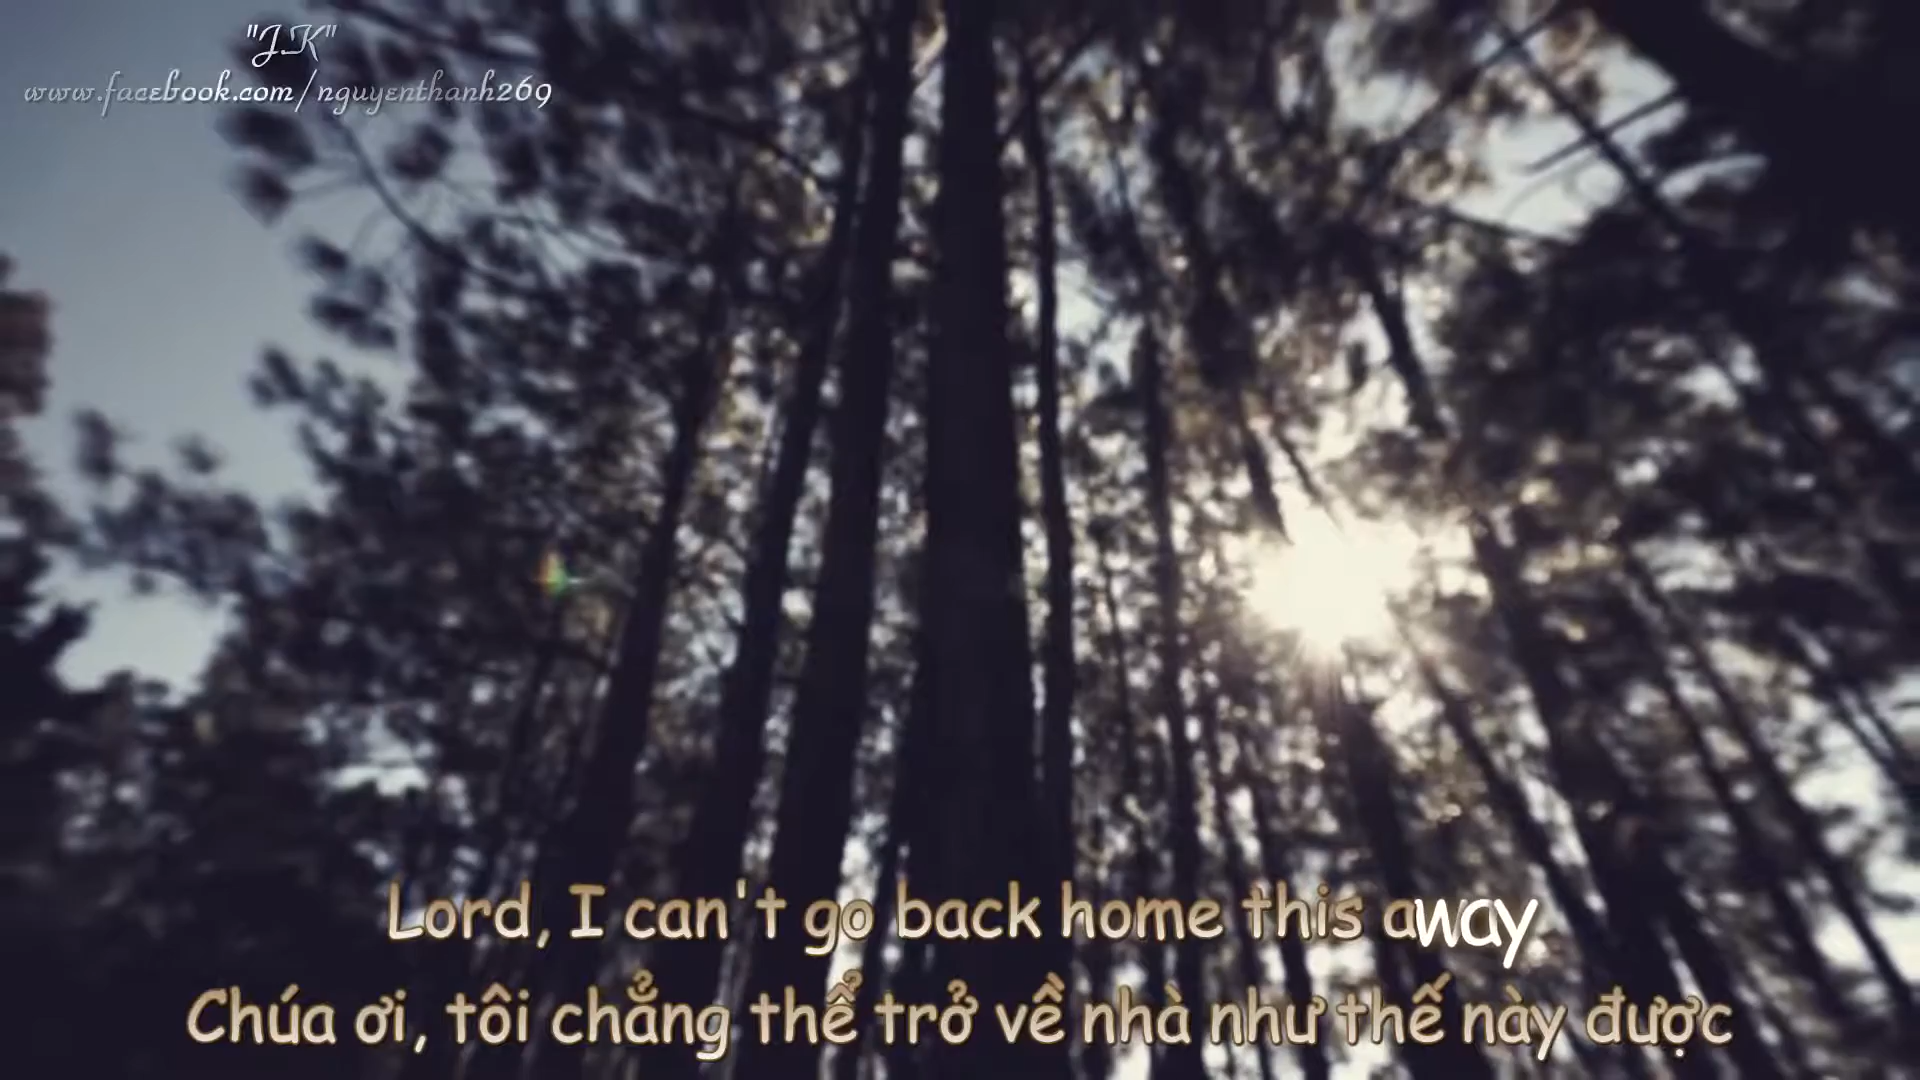 "J.K"
www.facebook.com/nguyenthanh269
Lord, I can't go back home this away
Chúa ơi, tôi chẳng thể trở về nhà như thế này được